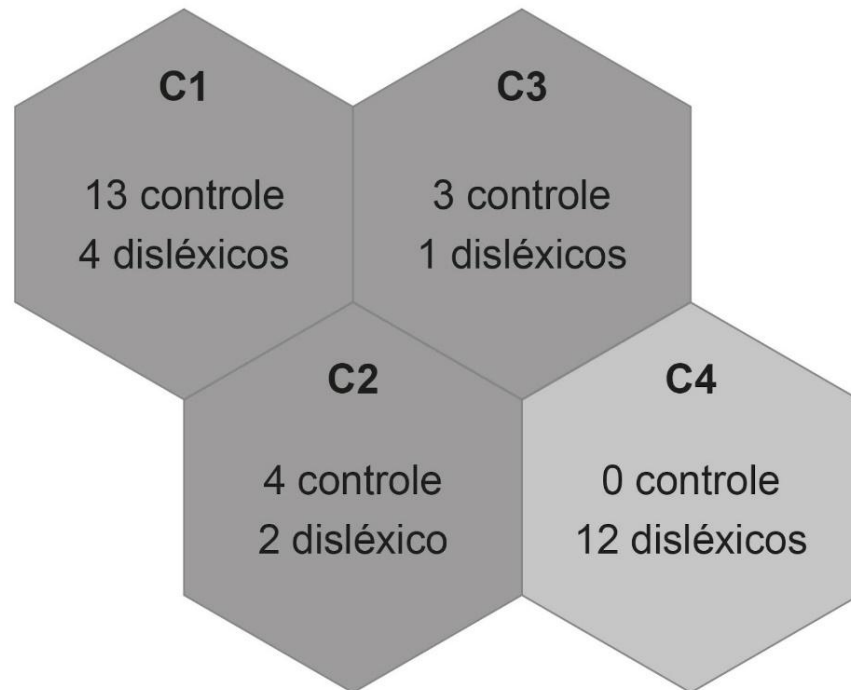 C1
13 controle
4 disléxicos
C3
3 controle
1 disléxicos
C2
4 controle
2 disléxico
C4
0 controle
12 disléxicos